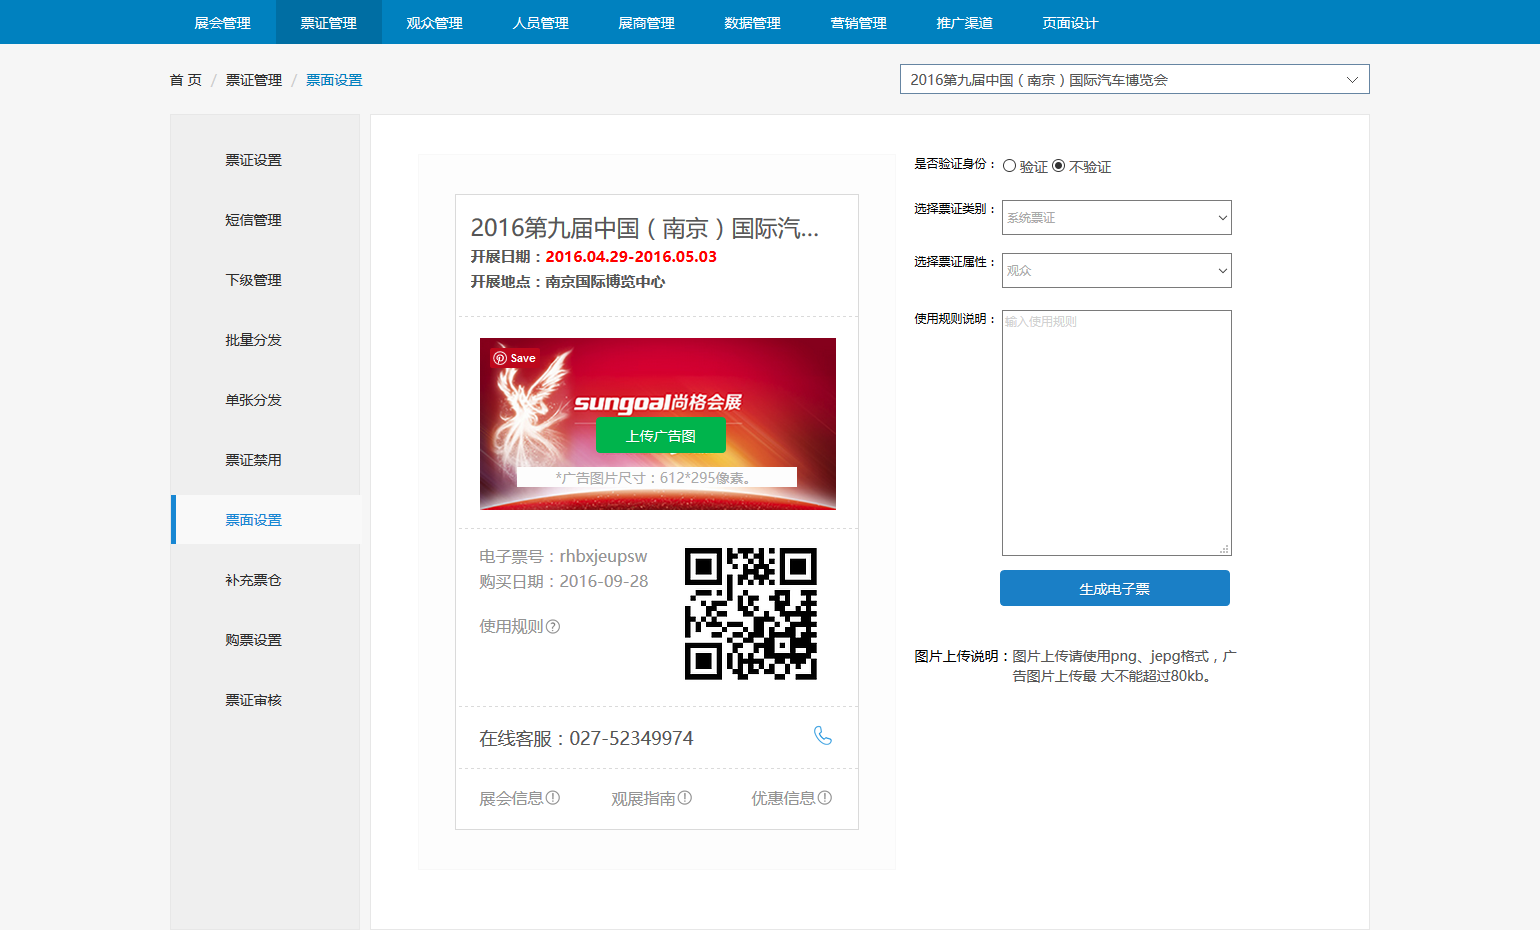 展会管理 票证管理 观众管理 人员管理 展商管理 数据管理 营销管理 推广渠道 页面设计
首 页 / 票证管理 / 票面设置
2016第九届中国（南京）国际汽车博览会
票证设置
短信管理
下级管理
批量分发
单张分发
票证禁用
票面设置
补充票仓
购票设置
票证审核
2016第九届中国（南京）国际汽...
开展日期：2016.04.29-2016.05.03
开展地点：南京国际博览中心
Save
sungoal尚格会展
上传广告图
*广告图片尺寸：612*295像素。
电子票号：rhbxjeupsw
购买日期：2016-09-28
使用规则?
在线客服：027-52349974
展会信息! 观展指南! 优惠信息!
是否验证身份： 验证 不验证
选择票证类别： 系统票证
选择票证属性： 观众
使用规则说明： 输入使用规则
生成电子票
图片上传说明：图片上传请使用png、jepg格式，广
告图片上传最 大不能超过80kb。